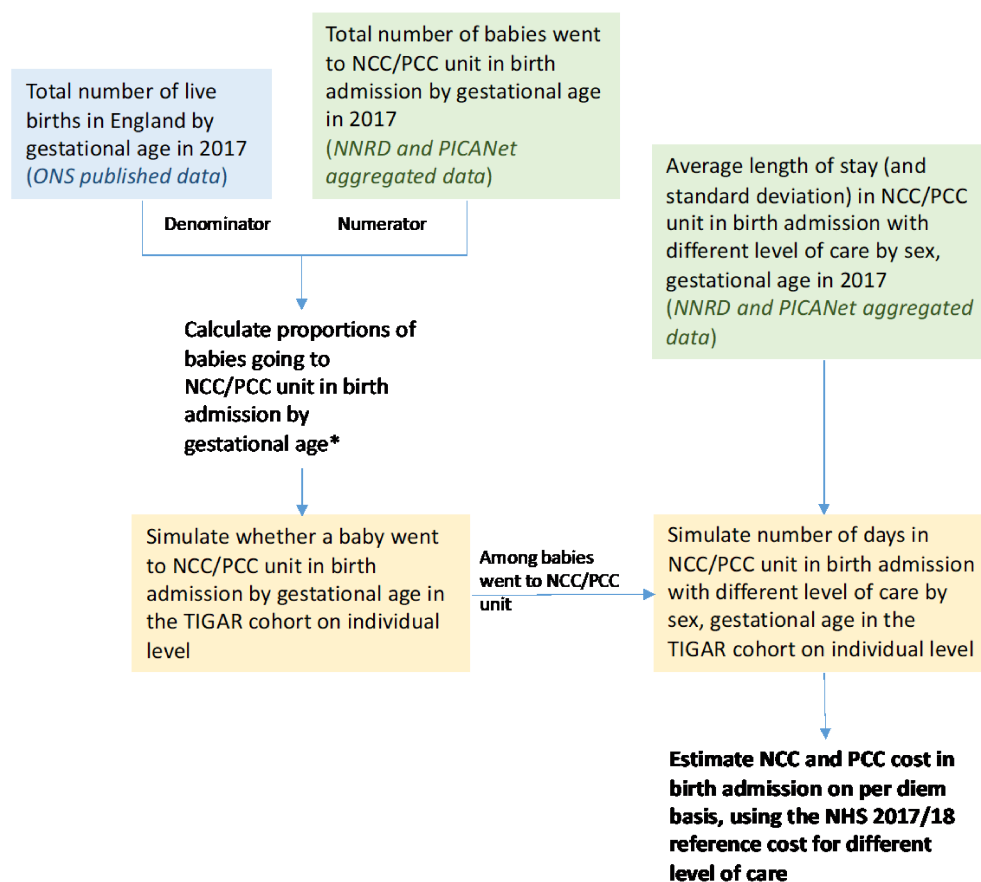 Total number of live
births in England by
gestational age in 2017
(ONS published data)
Total number of babies went
to NCC/PCC unit in birth
admission by gestational age
in 2017
(NNRD and PICANet
aggregated data)
Average length of stay (and
standard deviation) in NCC/PCC
unit in birth admission with
different level of care by sex,
gestational age in 2017
(NNRD and PICANet aggregated
data)
Denominator
Numerator
Calculate proportions of
babies going to
NCC/PCC unit in birth
admission by
gestational age*
Simulate whether a baby went
to NCC/PCC unit in birth
admission by gestational age in
the TIGAR cohort on individual
level
Among babies
went to NCC/PCC
unit
Simulate number of days in
NCC/PCC unit in birth admission
with different level of care by
sex, gestational age in the
TIGAR cohort on individual level
Estimate NCC and PCC cost in
birth admission on per diem
basis, using the NHS 2017/18
reference cost for different
level of care